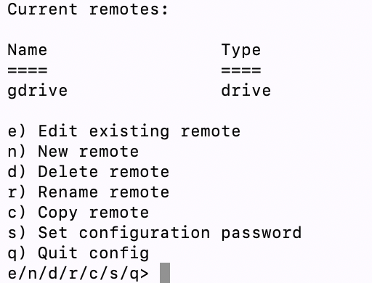 Current remotes:
Name                 Type
====                 ====
gdrive               drive
e) Edit existing remote
n) New remote
d) Delete remote
r) Rename remote
c) Copy remote
s) Set configuration password
q) Quit config
e/n/d/r/c/s/q>